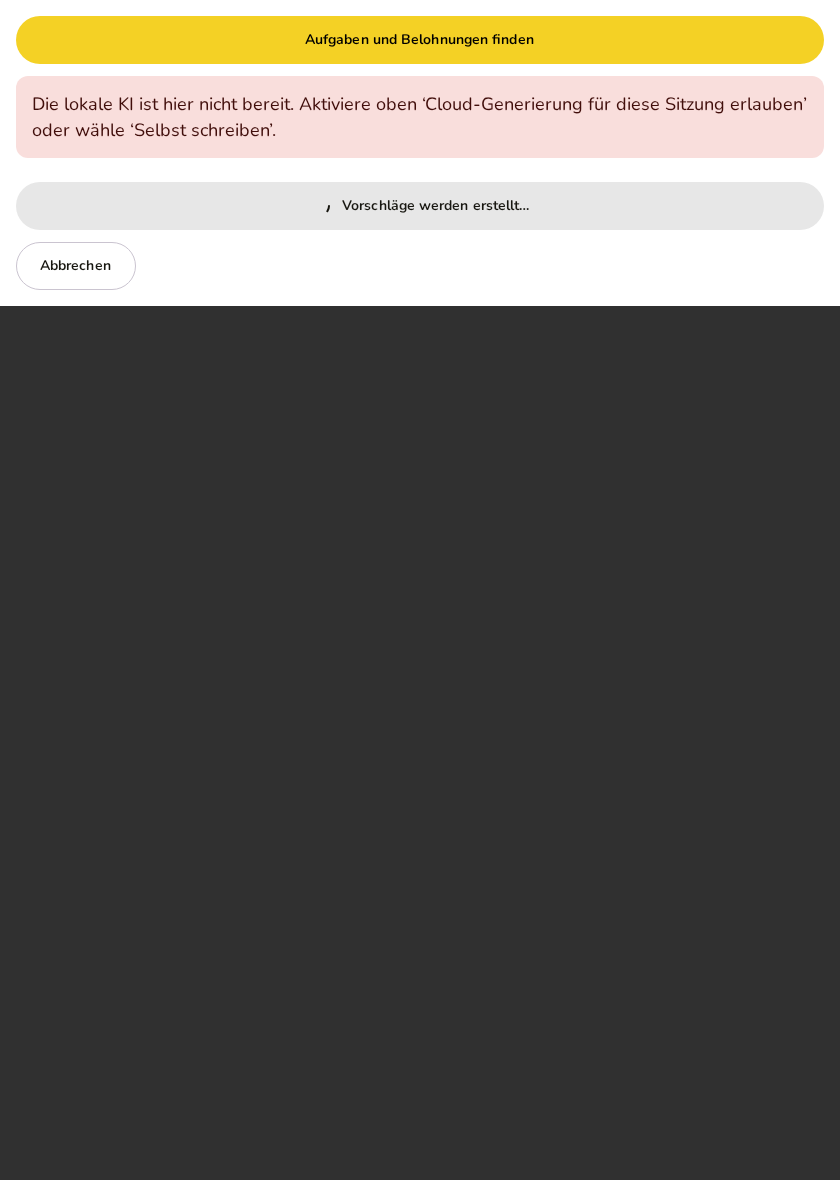 Aufgaben und Belohnungen finden
Die lokale KI ist hier nicht bereit. Aktiviere oben ‘Cloud-Generierung für diese Sitzung erlauben’
oder wähle ‘Selbst schreiben’.
Vorschläge werden erstellt…
Abbrechen